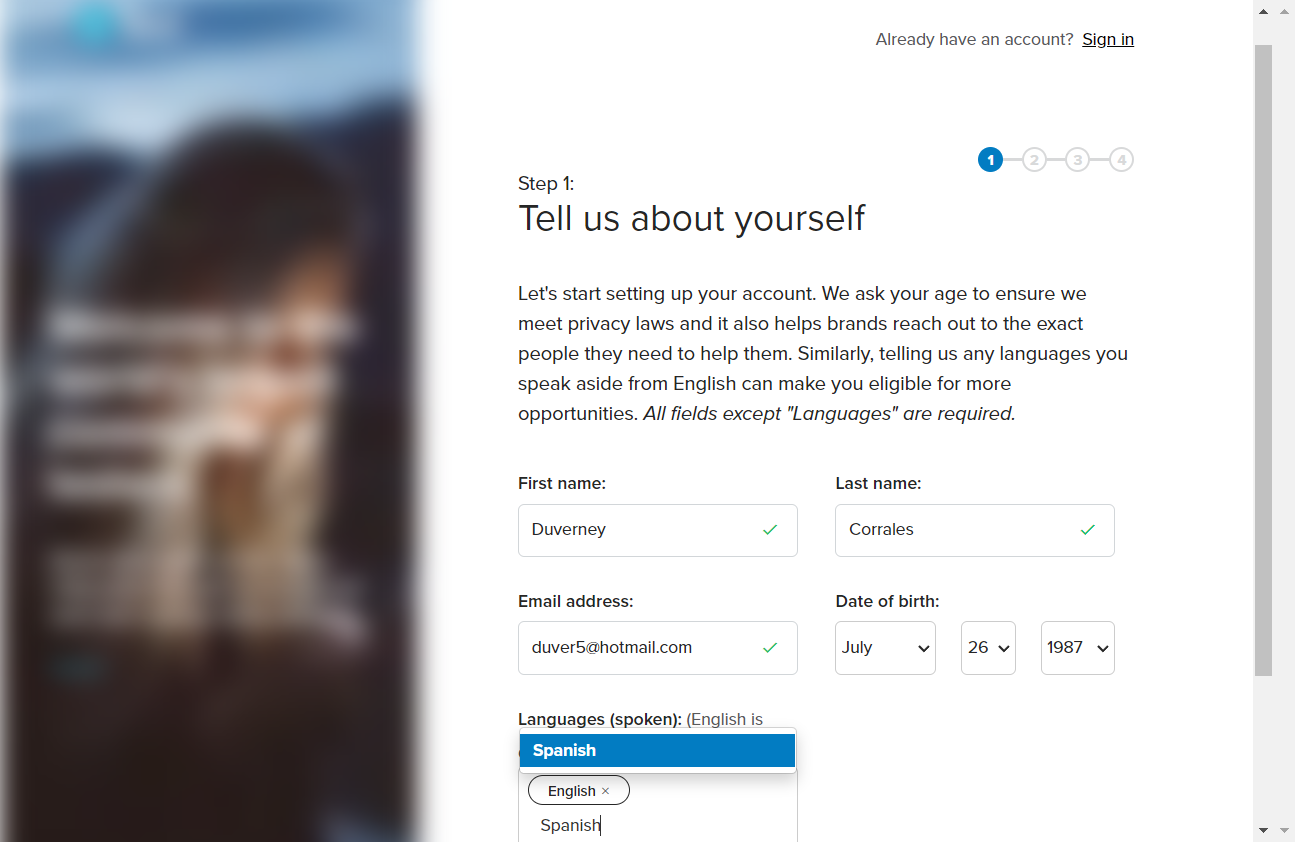 Already have an account? Sign in
1 2 3 4
Step 1:
Tell us about yourself
Let's start setting up your account. We ask your age to ensure we
meet privacy laws and it also helps brands reach out to the exact
people they need to help them. Similarly, telling us any languages you
speak aside from English can make you eligible for more
opportunities. All fields except "Languages" are required.
First name: Last name:
Duverney Corrales
Email address: Date of birth:
duver5@hotmail.com July 26 1987
Languages (spoken): (English is
Spanish
English ×
Spanish